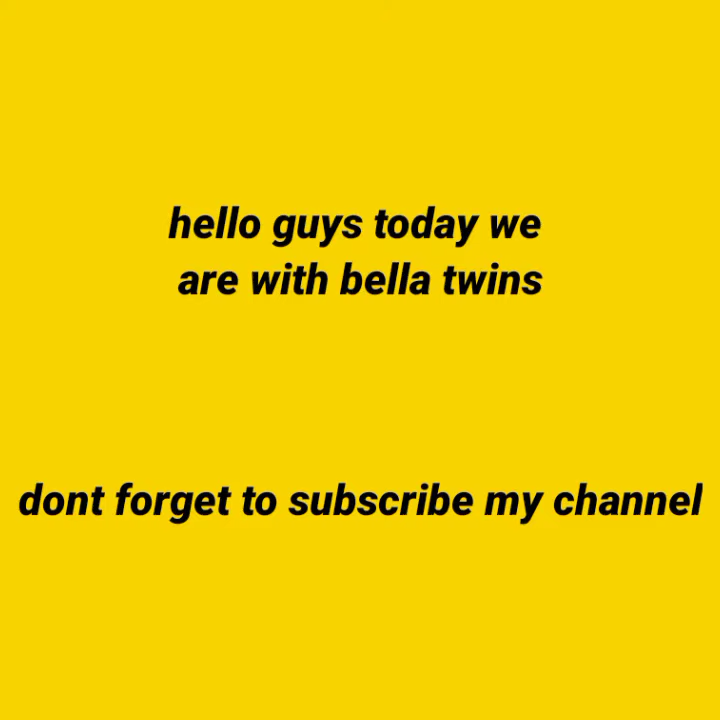 hello guys today we
are with bella twins
dont forget to subscribe my channel